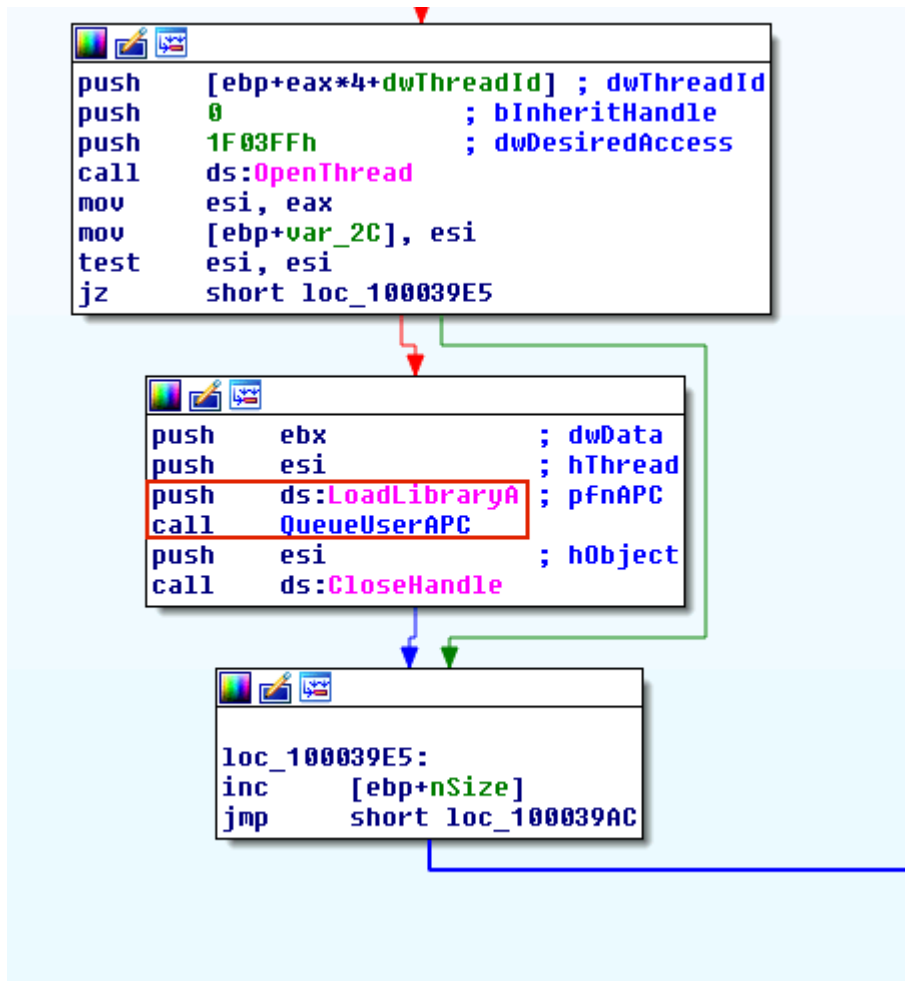 push [ebp+eax*4+dwThreadId] ; dwThreadId
push 0 ; bInheritHandle
push 1F03FFh ; dwDesiredAccess
call ds:OpenThread
mov esi, eax
mov [ebp+var_2C], esi
test esi, esi
jz short loc_100039E5
push ebx ; dwData
push esi ; hThread
push ds:LoadLibraryA ; pfnAPC
call QueueUserAPC
push esi ; hObject
call ds:CloseHandle
loc_100039E5:
inc [ebp+nSize]
jmp short loc_100039AC